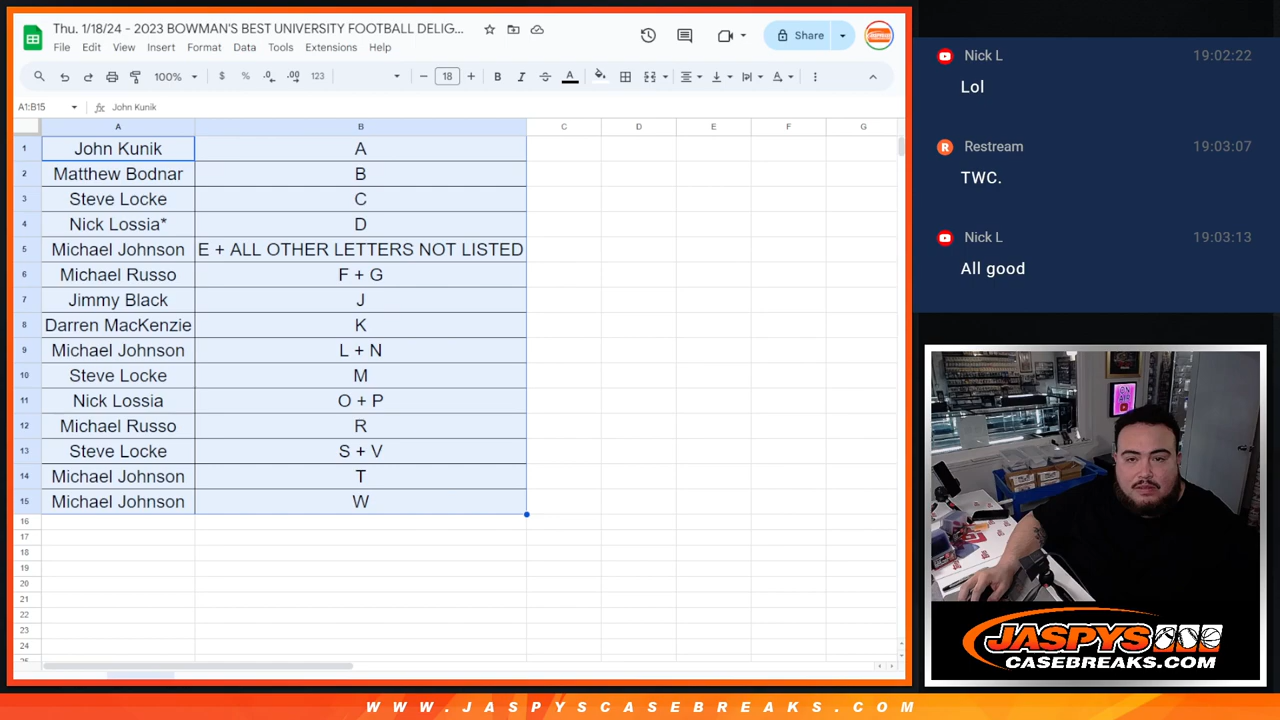 Thu. 1/18/24 - 2023 BOWMAN'S BEST UNIVERSITY FOOTBALL DELIG...
File Edit View Insert Format Data Tools Extensions Help
Share
100% $ % .0 .00 123 18 B I A
A1:B15 fx John Kunik
A B C D E F G
1 John Kunik A
2 Matthew Bodnar B
3 Steve Locke C
4 Nick Lossia* D
5 Michael Johnson E + ALL OTHER LETTERS NOT LISTED
6 Michael Russo F + G
7 Jimmy Black J
8 Darren MacKenzie K
9 Michael Johnson L + N
10 Steve Locke M
11 Nick Lossia O + P
12 Michael Russo R
13 Steve Locke S + V
14 Michael Johnson T
15 Michael Johnson W
16
17
18
19
20
21
22
23
24
25
Nick L 19:02:22
Lol
R Restream 19:03:07
TWC.
Nick L 19:03:13
All good
ON AIR
JASPYS
CASEBREAKS.COM
WWW.JASPYSCASEBREAKS.COM